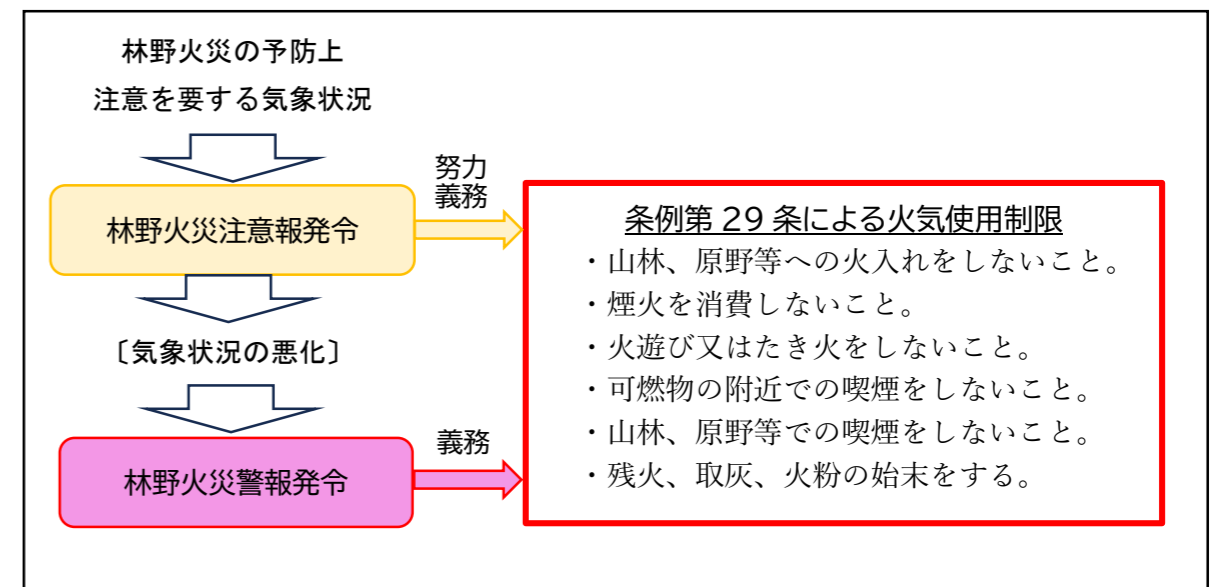 林野火災の予防上
注意を要する気象状況
林野火災注意報発令
努力
義務
〔気象状況の悪化〕
林野火災警報発令
義務
条例第 29 条による火気使用制限
・山林、原野等への火入れをしないこと。
・煙火を消費しないこと。
・火遊び又はたき火をしないこと。
・可燃物の附近での喫煙をしないこと。
・山林、原野等での喫煙をしないこと。
・残火、取灰、火粉の始末をする。